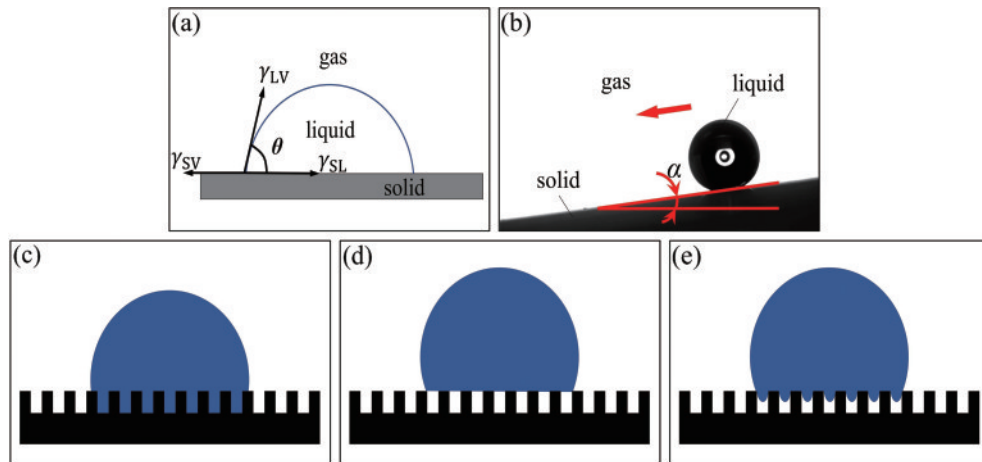 (a)
gas
γLV
liquid
θ
γSV
γSL
solid
(b)
gas
liquid
solid
α
(c)
(d)
(e)